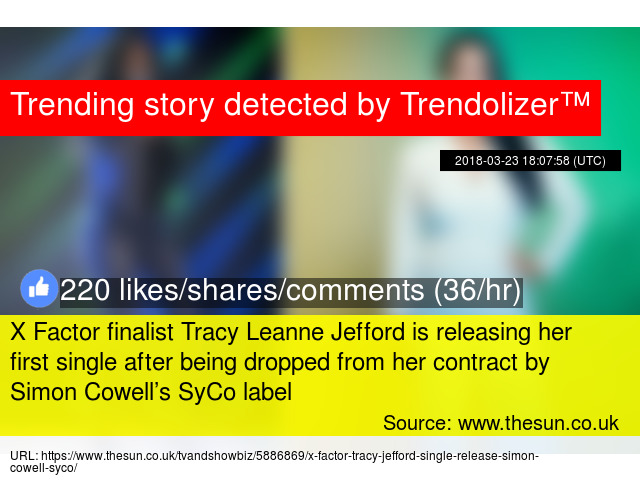 Trending story detected by Trendolizer™
2018-03-23 18:07:58 (UTC)
220 likes/shares/comments (36/hr)
X Factor finalist Tracy Leanne Jefford is releasing her
first single after being dropped from her contract by
Simon Cowell’s SyCo label
Source: www.thesun.co.uk
URL: https://www.thesun.co.uk/tvandshowbiz/5886869/x-factor-tracy-jefford-single-release-simon-
cowell-syco/